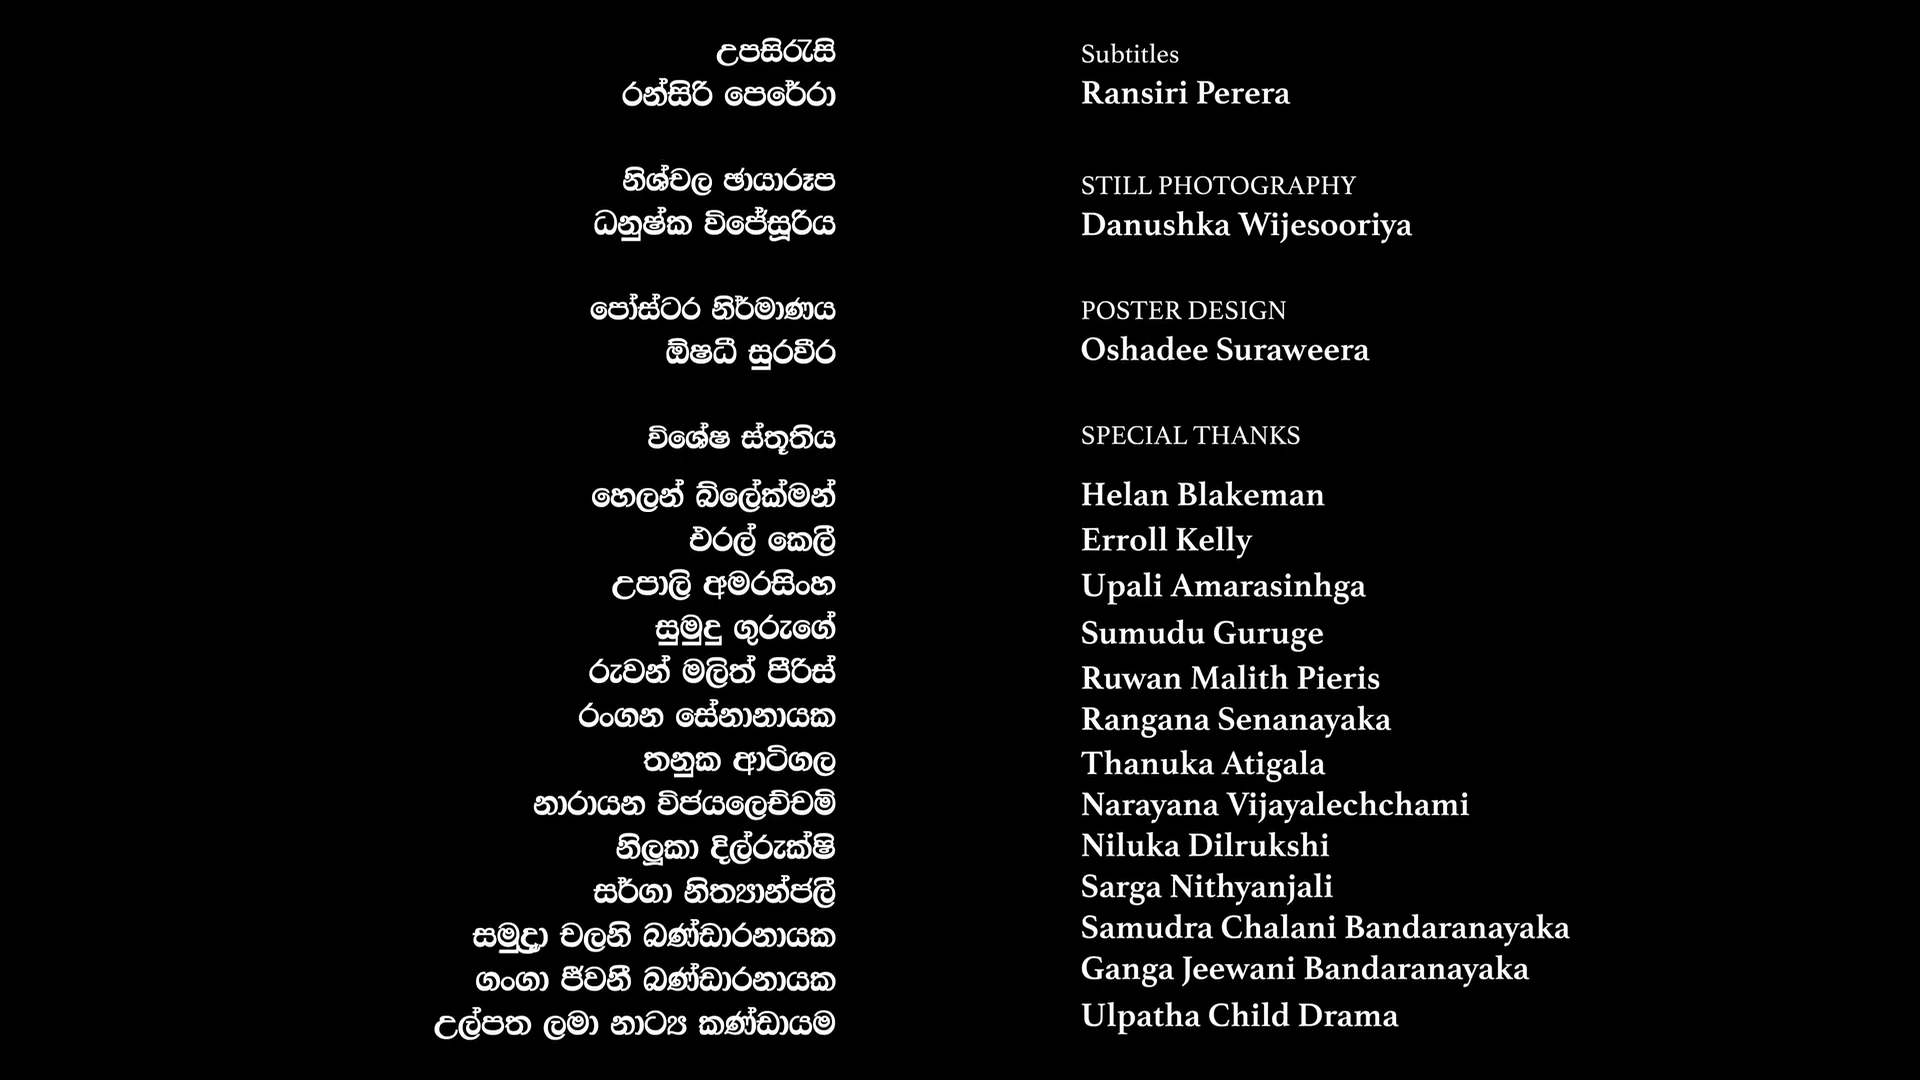 උපසිරැසි
රන්සිරි පෙරේරා
නිශ්චල ඡායාරූප
ධනුෂ්ක විජේසූරිය
පෝස්ටර නිර්මාණය
ඕෂධී සුරවීර
විශේෂ ස්තූතිය
හෙලන් බ්ලේක්මන්
එරල් කෙලී
උපාලි අමරසිංහ
සුමුදු ගුරුගේ
රුවන් මලිත් පීරිස්
රංගන සේනානායක
තනුක ආටිගල
නාරායන විජයලෙච්චමි
නිලූකා දිල්රුක්ෂි
සර්ගා නිත්‍යාන්ජලී
සමුද්‍රා චලනි බණ්ඩාරනායක
ගංගා ජීවනී බණ්ඩාරනායක
උල්පත ළමා නාට්‍ය කණ්ඩායම
Subtitles
Ransiri Perera
STILL PHOTOGRAPHY
Danushka Wijesooriya
POSTER DESIGN
Oshadee Suraweera
SPECIAL THANKS
Helan Blakeman
Erroll Kelly
Upali Amarasinhga
Sumudu Guruge
Ruwan Malith Pieris
Rangana Senanayaka
Thanuka Atigala
Narayana Vijayalechchami
Niluka Dilrukshi
Sarga Nithyanjali
Samudra Chalani Bandaranayaka
Ganga Jeewani Bandaranayaka
Ulpatha Child Drama